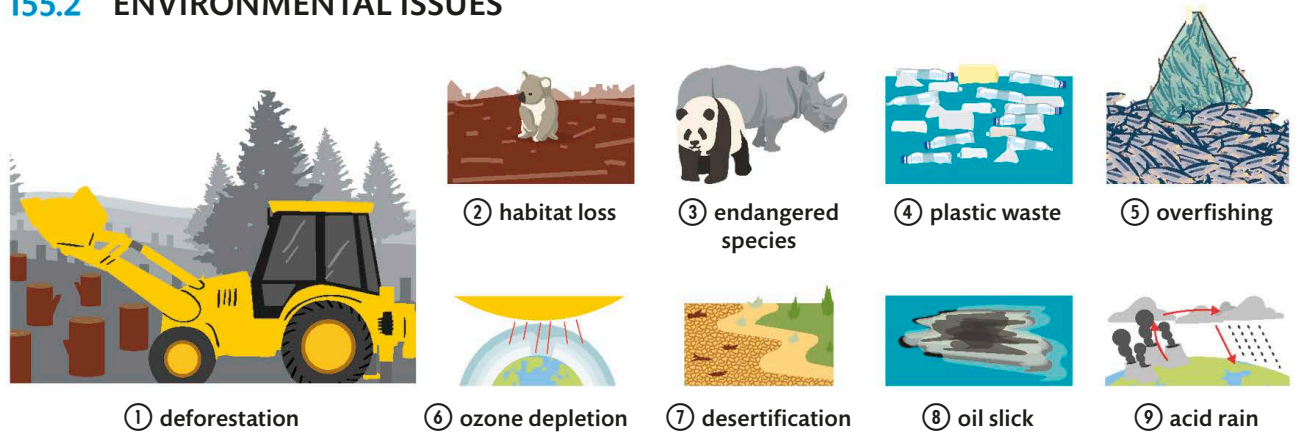 155.2 ENVIRONMENTAL ISSUES
② habitat loss
③ endangered
species
④ plastic waste
⑤ overfishing
① deforestation
⑥ ozone depletion
⑦ desertification
⑧ oil slick
⑨ acid rain